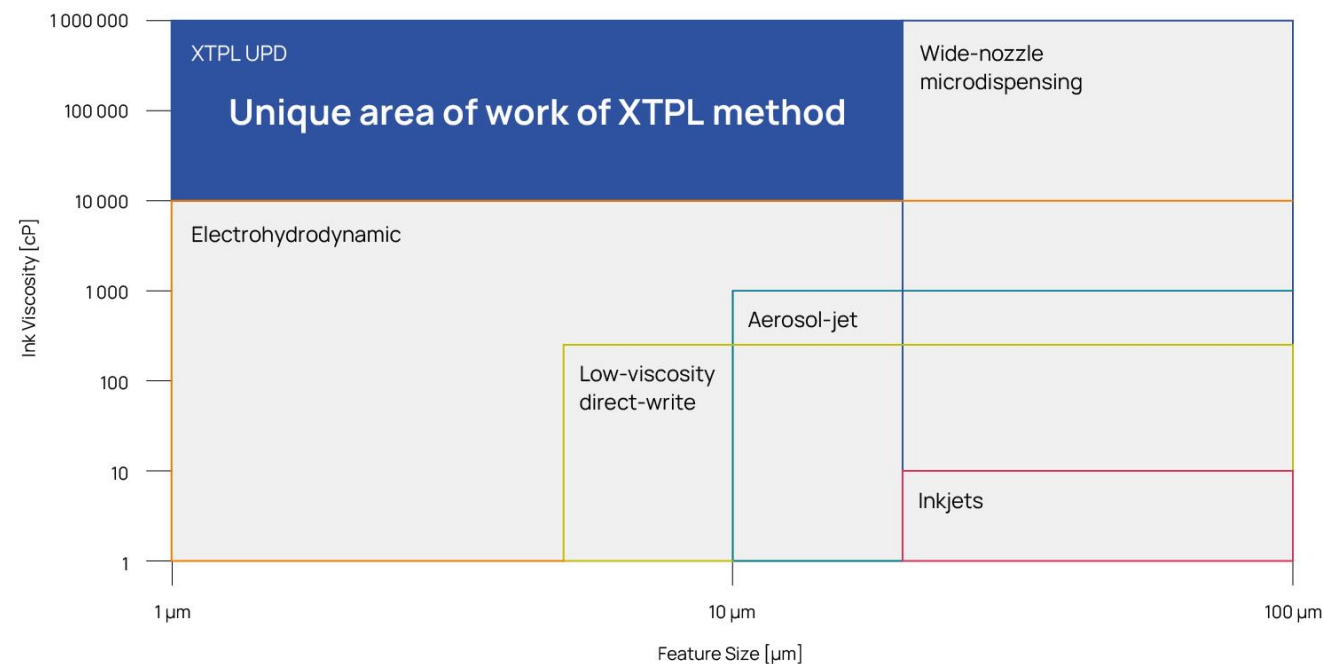 1 000 000
XTPL UPD
Wide-nozzle
microdispensing
100 000
Unique area of work of XTPL method
10 000
Electrohydrodynamic
Ink Viscosity [cP]
1 000
Aerosol-jet
100
Low-viscosity
direct-write
10
Inkjets
1
1 µm
10 µm
100 µm
Feature Size [µm]